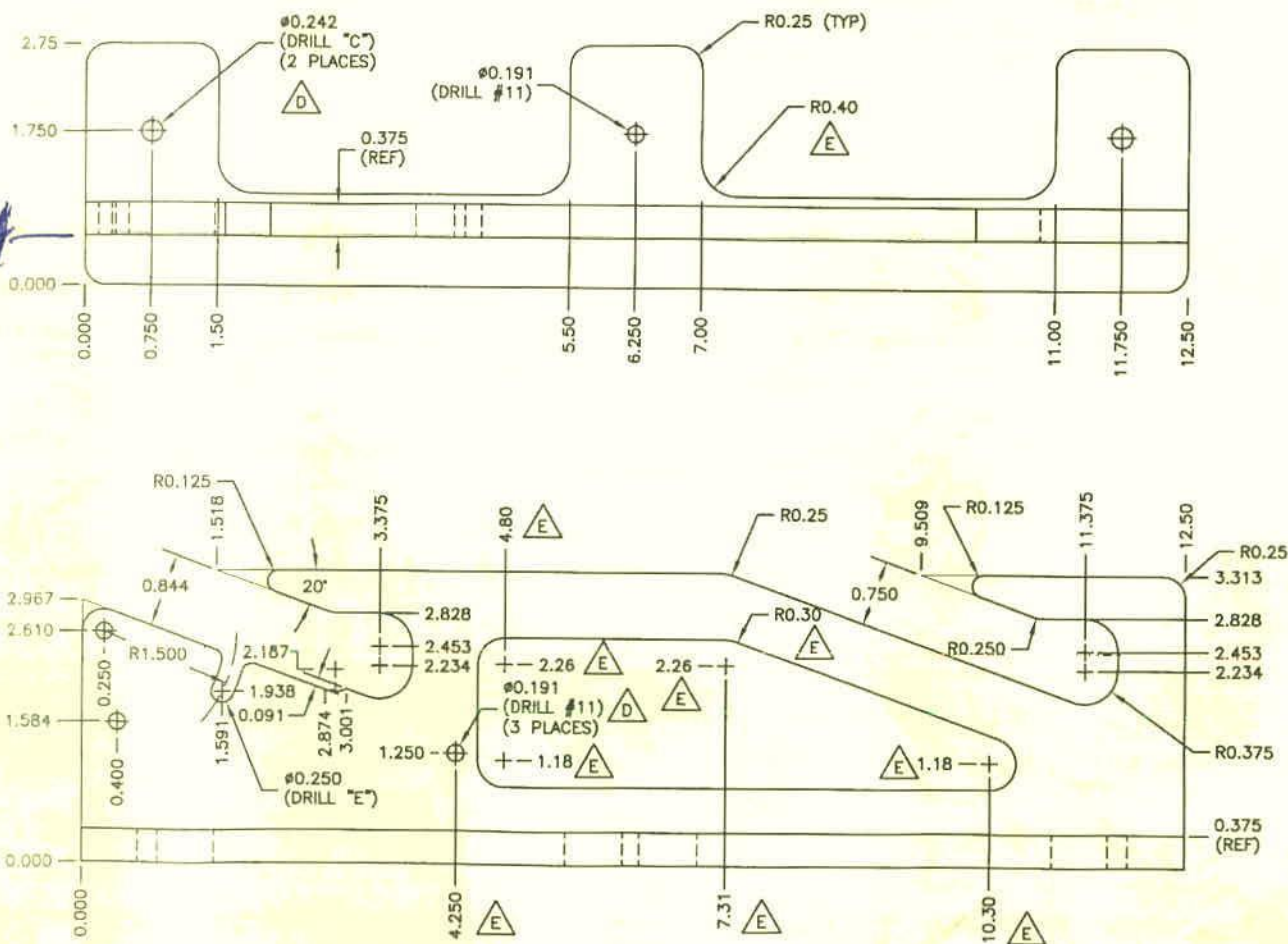 2.75
ø0.242
(DRILL "C")
(2 PLACES)
D
R0.25 (TYP)
ø0.191
(DRILL #11)
R0.40
E
1.750
0.375
(REF)
0.000
0.000
0.750
1.50
5.50
6.250
7.00
11.00
11.750
12.50
R0.125
1.518
3.375
4.80
E
R0.25
9.509
R0.125
11.375
12.50
R0.25
3.313
0.844
20°
0.750
2.967
2.828
2.828
2.610
R0.30
E
2.453
2.453
R1.500
2.187
2.234
R0.250
2.234
0.250
2.26
E
2.26
E
1.938
ø0.191
(DRILL #11)
(3 PLACES)
D
0.091
2.874
3.001
1.584
1.591
1.250
1.18
E
E
1.18
R0.375
0.400
ø0.250
(DRILL "E")
0.375
(REF)
0.000
0.000
4.250
E
7.31
E
10.30
E